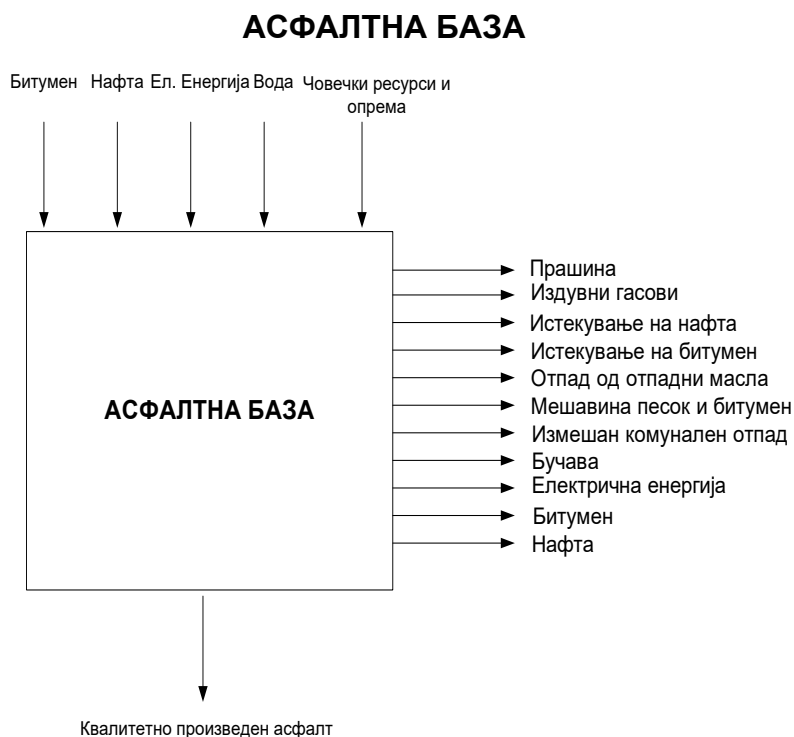 АСФАЛТНА БАЗА
Битумен Нафта Ел. Енергија Вода Човечки ресурси и
опрема
Прашина
Издувни гасови
Истекување на нафта
Истекување на битумен
Отпад од отпадни масла
АСФАЛТНА БАЗА
Мешавина песок и битумен
Измешан комунален отпад
Бучава
Електрична енергија
Битумен
Нафта
Квалитетно произведен асфалт